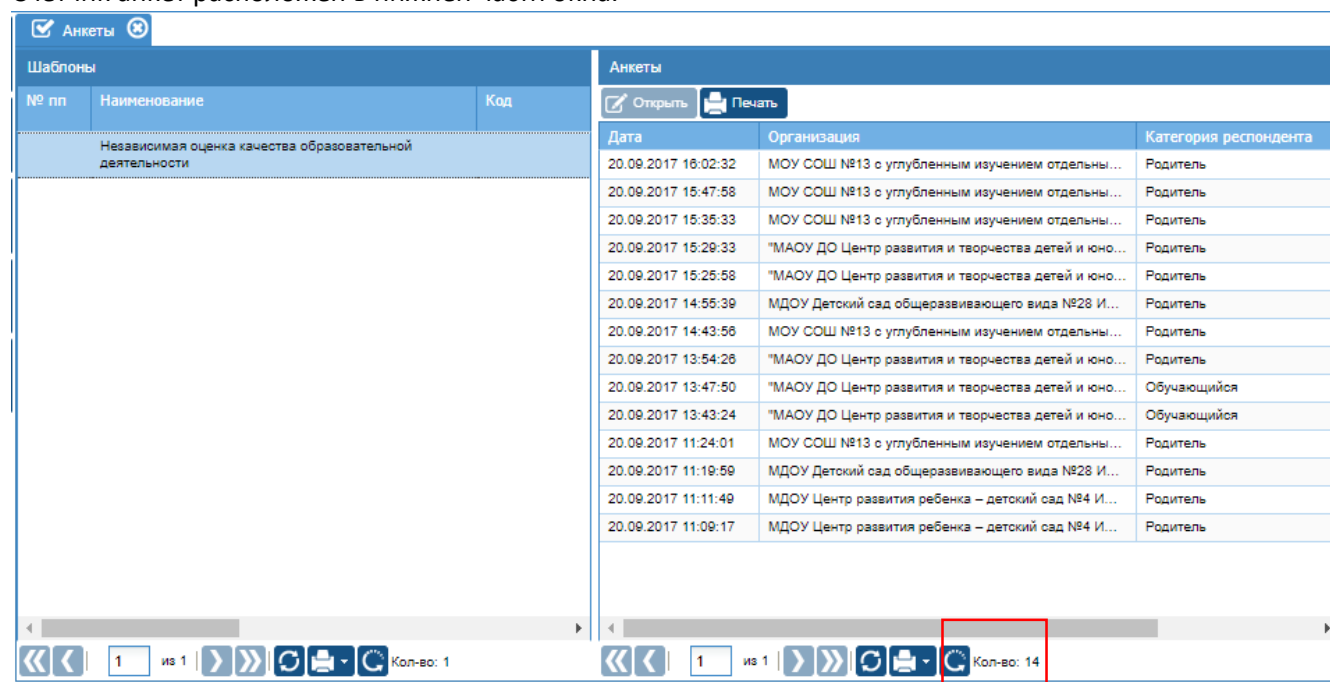 Счетчик анкет расположен в нижней части окна.
Анкеты
Шаблоны
№ пп Наименование Код
Независимая оценка качества образовательной
деятельности
из 1 Кол-во: 1
1
Анкеты
Открыть Печать
Дата Организация Категория респондента
20.09.2017 16:02:32 МОУ СОШ №13 с углубленным изучением отдельны... Родитель
20.09.2017 15:47:58 МОУ СОШ №13 с углубленным изучением отдельны... Родитель
20.09.2017 15:35:33 МОУ СОШ №13 с углубленным изучением отдельны... Родитель
20.09.2017 15:29:33 "МАОУ ДО Центр развития и творчества детей и юно... Родитель
20.09.2017 15:25:58 "МАОУ ДО Центр развития и творчества детей и юно... Родитель
20.09.2017 14:55:39 МДОУ Детский сад общеразвивающего вида №28 И... Родитель
20.09.2017 14:43:56 МОУ СОШ №13 с углубленным изучением отдельны... Родитель
20.09.2017 13:54:26 "МАОУ ДО Центр развития и творчества детей и юно... Родитель
20.09.2017 13:47:50 "МАОУ ДО Центр развития и творчества детей и юно... Обучающийся
20.09.2017 13:43:24 "МАОУ ДО Центр развития и творчества детей и юно... Обучающийся
20.09.2017 11:24:01 МОУ СОШ №13 с углубленным изучением отдельны... Родитель
20.09.2017 11:19:59 МДОУ Детский сад общеразвивающего вида №28 И... Родитель
20.09.2017 11:11:49 МДОУ Центр развития ребенка – детский сад №4 И... Родитель
20.09.2017 11:09:17 МДОУ Центр развития ребенка – детский сад №4 И... Родитель
1 из 1 Кол-во: 14